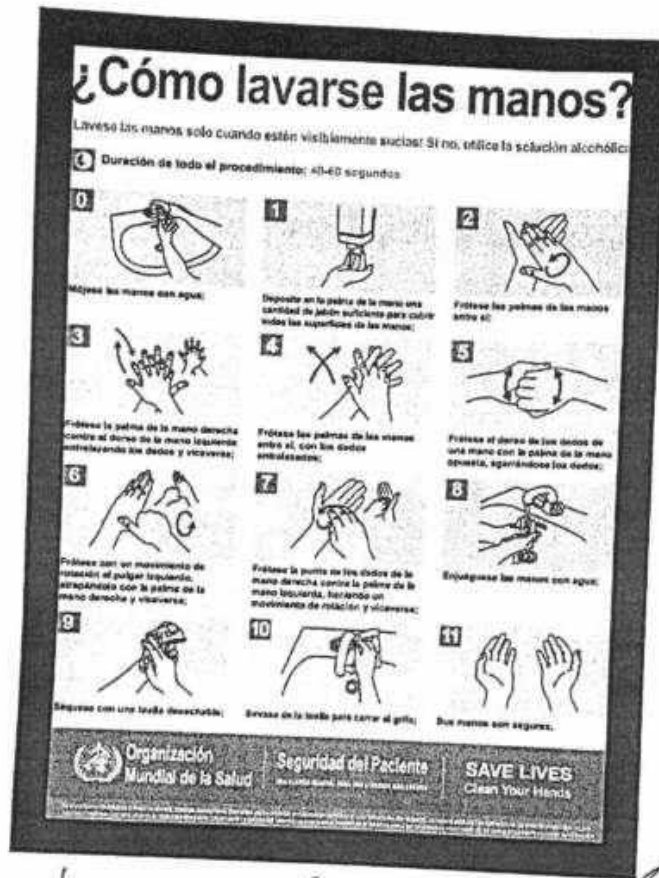 ¿Cómo lavarse las manos?
Lávese las manos solo cuando estén visiblemente sucias! Si no, utilice la solución alcohólica
Duración de todo el procedimiento: 40-60 segundos
0
Mójese las manos con agua;
1
Deposite en la palma de la mano una
cantidad de jabón suficiente para cubrir
todas las superficies de las manos;
2
Frótese las palmas de las manos
entre sí;
3
Frótese la palma de la mano derecha
contra el dorso de la mano izquierda
entrelazando los dedos y viceversa;
4
Frótese las palmas de las manos
entre sí, con los dedos
entrelazados;
5
Frótese el dorso de los dedos de
una mano con la palma de la mano
opuesta, agarrándose los dedos;
6
Frótese con un movimiento de
rotación el pulgar izquierdo,
atrapándolo con la palma de la
mano derecha y viceversa;
7
Frótese la punta de los dedos de la
mano derecha contra la palma de la
mano izquierda, haciendo un
movimiento de rotación y viceversa;
8
Enjuáguese las manos con agua;
9
Séquese con una toalla desechable;
10
Sírvase de la toalla para cerrar el grifo;
11
Sus manos son seguras.
Organización
Mundial de la Salud
Seguridad del Paciente
SAVE LIVES
Clean Your Hands